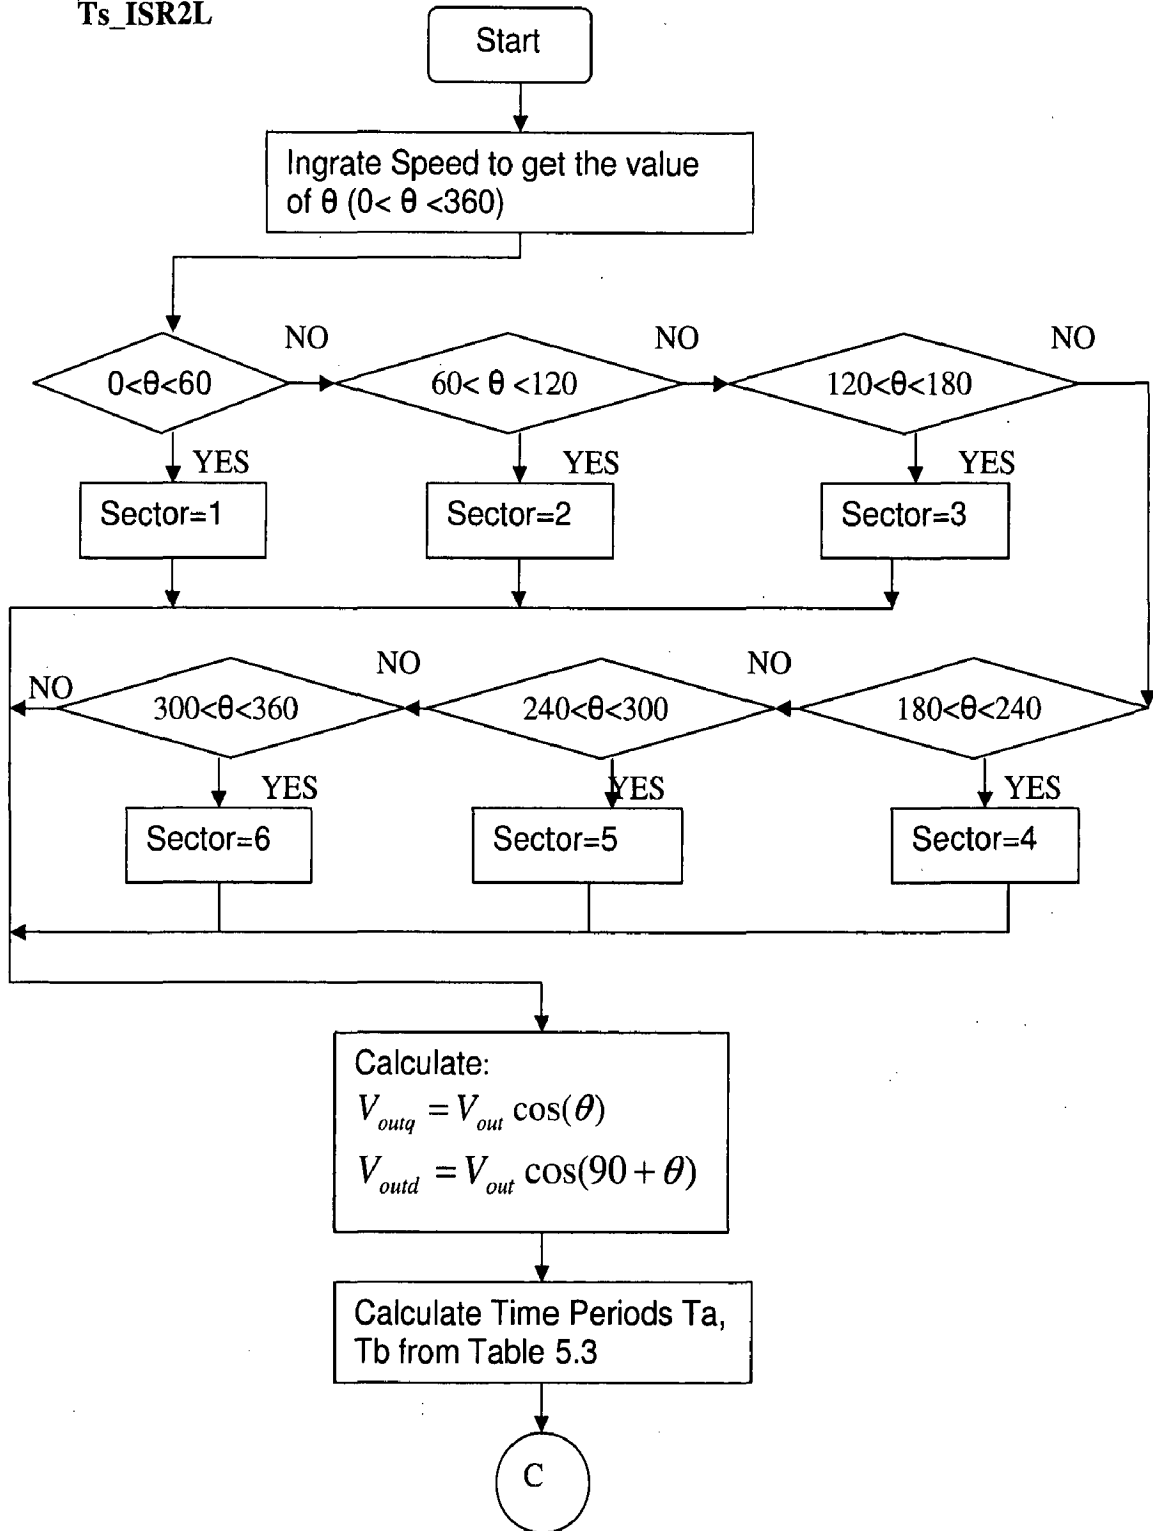 Ts_ISR2L
Start
Ingrate Speed to get the value
of θ (0< θ <360)
NO
NO
NO
0<θ<60
60< θ <120
120<θ<180
YES
YES
YES
Sector=1
Sector=2
Sector=3
NO
NO
NO
300<θ<360
240<θ<300
180<θ<240
YES
YES
YES
Sector=6
Sector=5
Sector=4
Calculate:
V_outq = V_out cos(θ)
V_outd = V_out cos(90 + θ)
Calculate Time Periods Ta,
Tb from Table 5.3
C